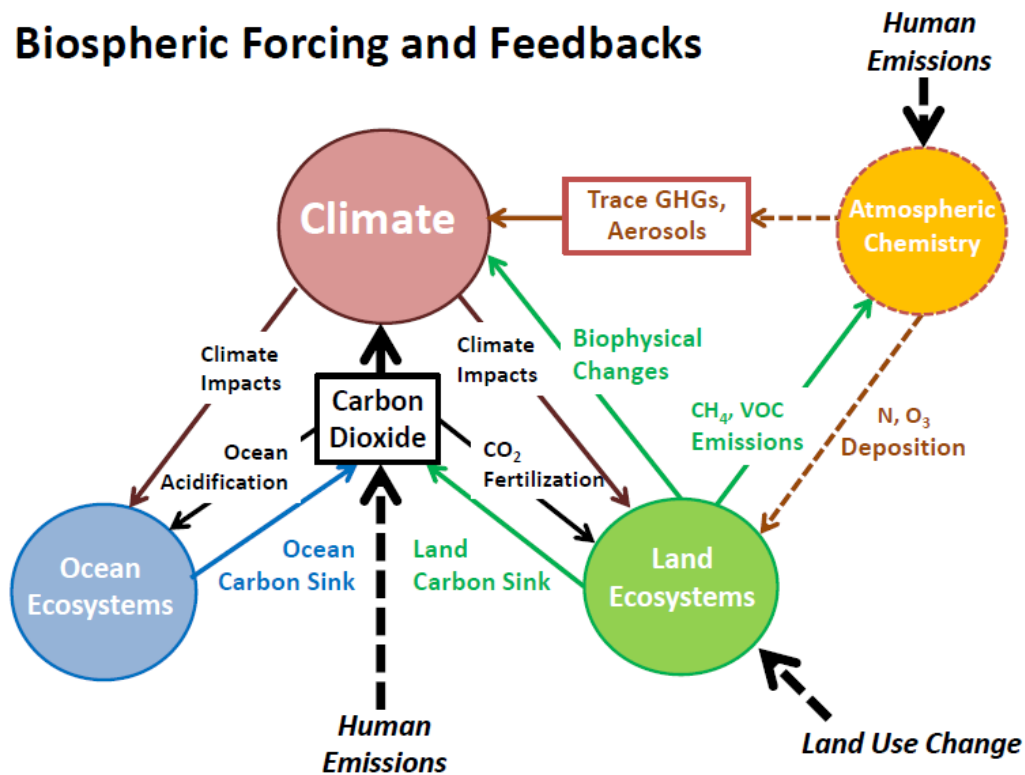 Biospheric Forcing and Feedbacks
Human
Emissions
Climate
Trace GHGs,
Aerosols
Atmospheric
Chemistry
Climate
Impacts
Climate
Impacts
Biophysical
Changes
Carbon
Dioxide
CH₄, VOC
Emissions
N, O₃
Deposition
Ocean
Acidification
CO₂
Fertilization
Ocean
Ecosystems
Ocean
Carbon Sink
Land
Carbon Sink
Land
Ecosystems
Human
Emissions
Land Use Change